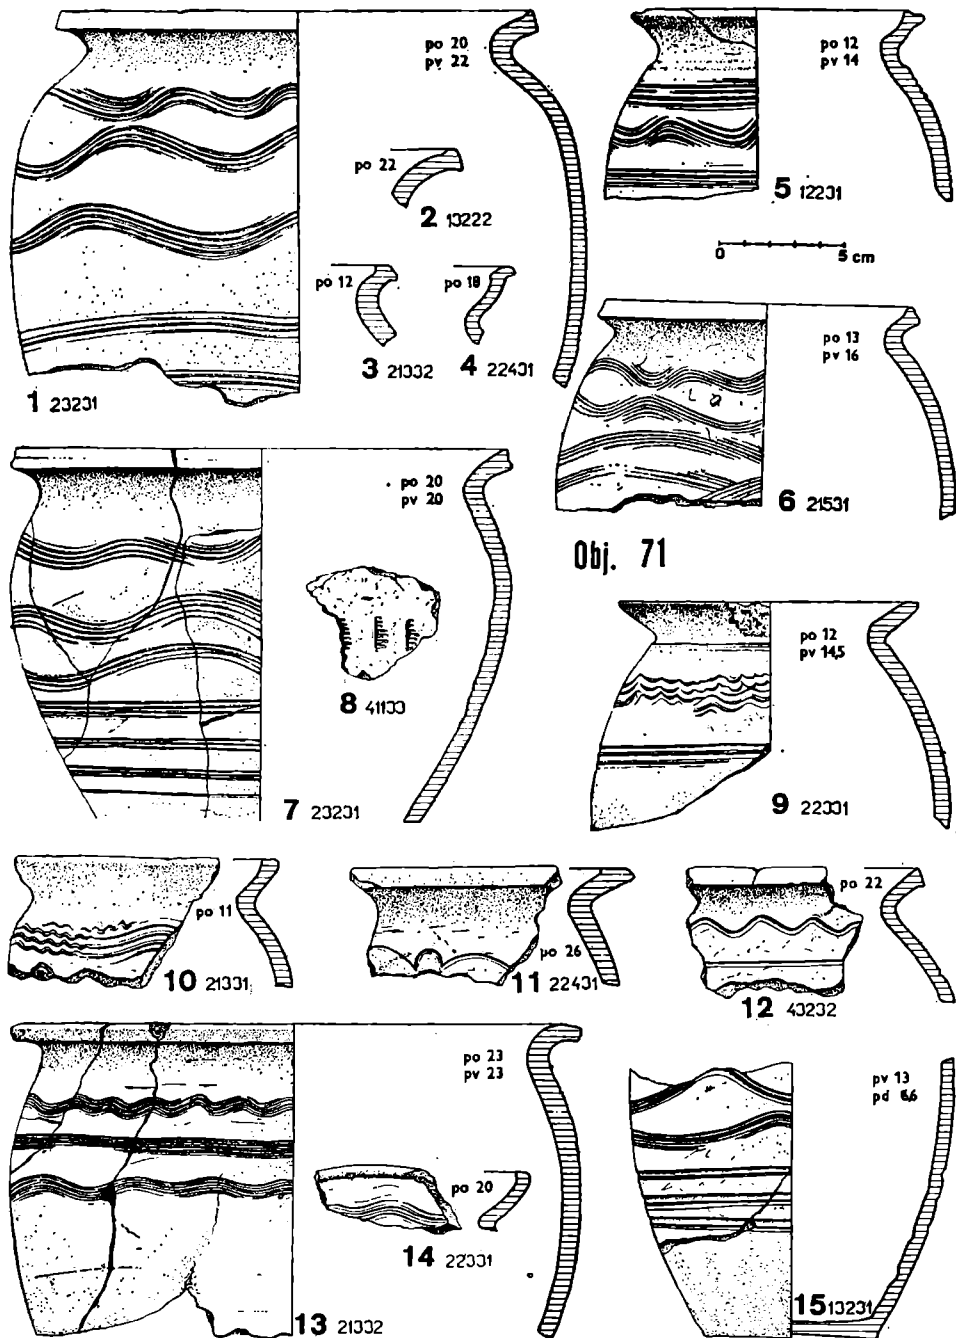 po 20
pv 22
po 12
pv 14
po 22
2 13222
5 12231
0 5 cm
po 12
po 18
3 21332
4 22431
po 13
pv 16
1 23231
po 20
pv 20
6 21531
Obj. 71
po 12
pv 14,5
8 41133
7 23231
9 22331
po 11
po 22
po 26
10 21331
11 22431
12 43232
po 23
pv 23
pv 13
pd 6,6
po 20
14 22331
15 13231
13 21332